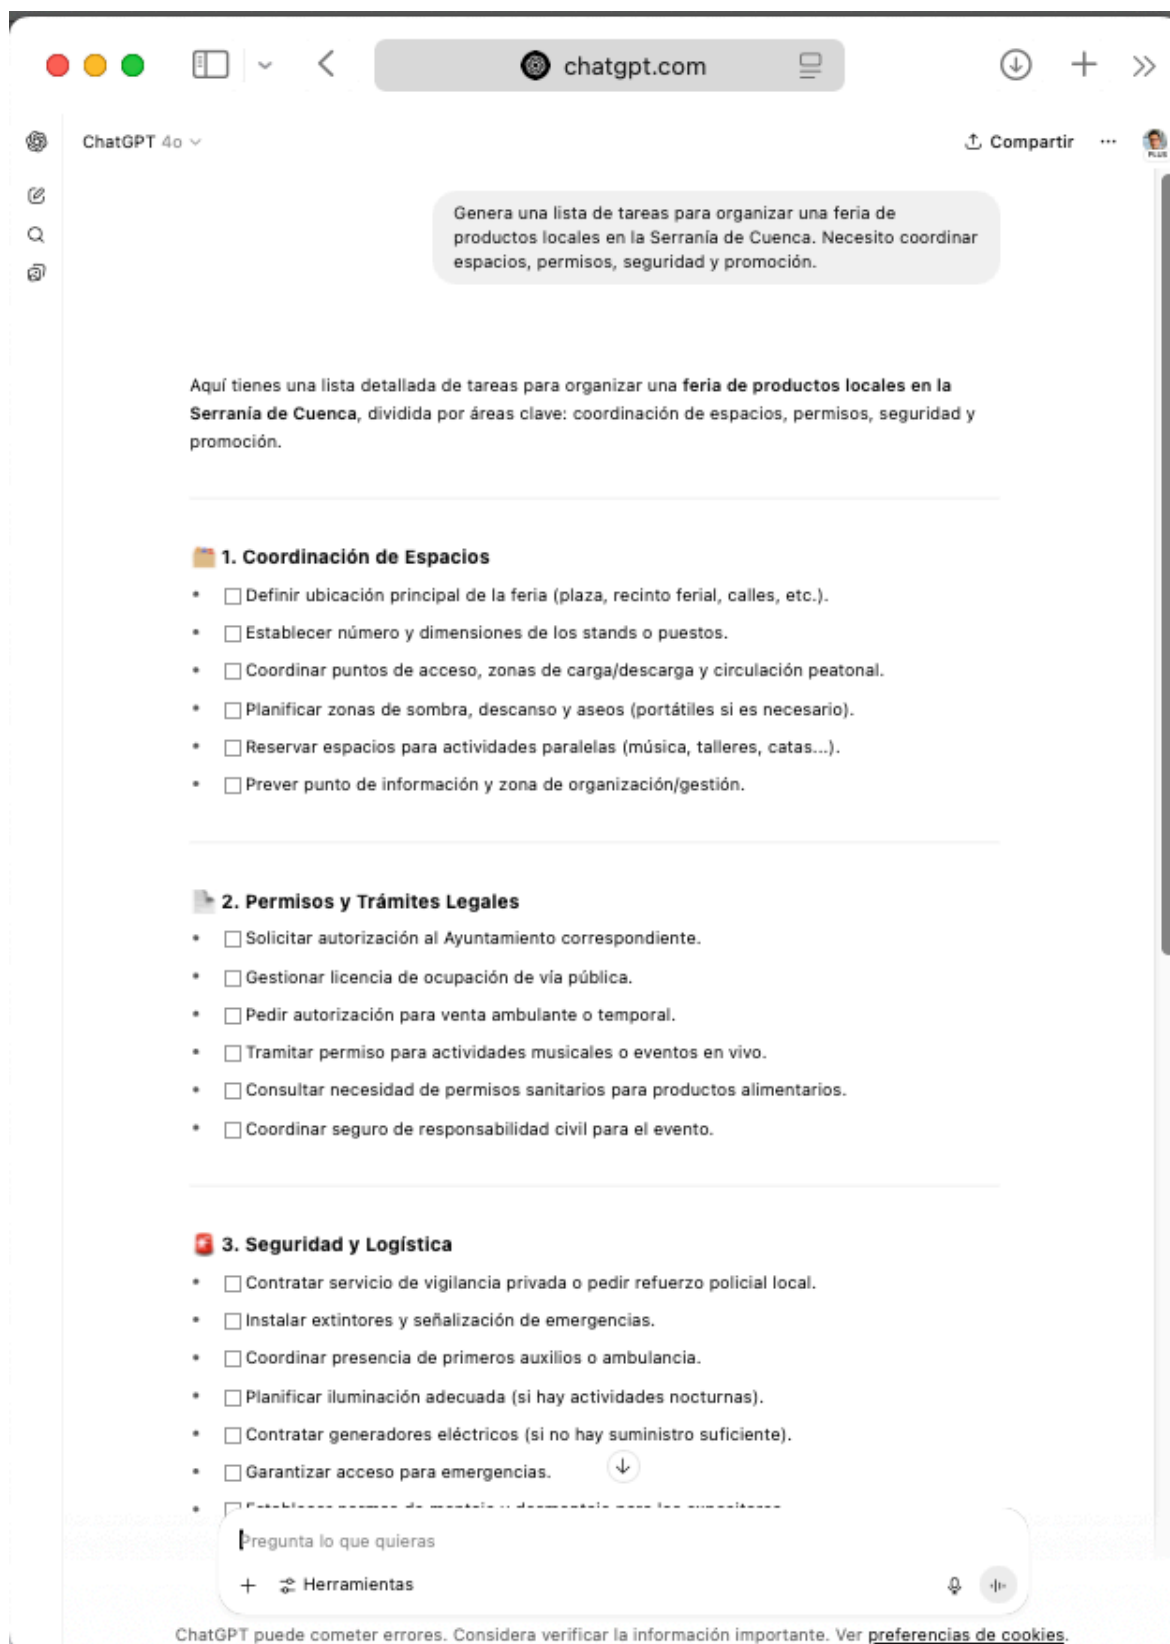 chatgpt.com
ChatGPT 4o
Compartir
PLUS
Genera una lista de tareas para organizar una feria de
productos locales en la Serranía de Cuenca. Necesito coordinar
espacios, permisos, seguridad y promoción.
Aquí tienes una lista detallada de tareas para organizar una feria de productos locales en la
Serranía de Cuenca, dividida por áreas clave: coordinación de espacios, permisos, seguridad y
promoción.
1. Coordinación de Espacios
Definir ubicación principal de la feria (plaza, recinto ferial, calles, etc.).
Establecer número y dimensiones de los stands o puestos.
Coordinar puntos de acceso, zonas de carga/descarga y circulación peatonal.
Planificar zonas de sombra, descanso y aseos (portátiles si es necesario).
Reservar espacios para actividades paralelas (música, talleres, catas...).
Prever punto de información y zona de organización/gestión.
2. Permisos y Trámites Legales
Solicitar autorización al Ayuntamiento correspondiente.
Gestionar licencia de ocupación de vía pública.
Pedir autorización para venta ambulante o temporal.
Tramitar permiso para actividades musicales o eventos en vivo.
Consultar necesidad de permisos sanitarios para productos alimentarios.
Coordinar seguro de responsabilidad civil para el evento.
3. Seguridad y Logística
Contratar servicio de vigilancia privada o pedir refuerzo policial local.
Instalar extintores y señalización de emergencias.
Coordinar presencia de primeros auxilios o ambulancia.
Planificar iluminación adecuada (si hay actividades nocturnas).
Contratar generadores eléctricos (si no hay suministro suficiente).
Garantizar acceso para emergencias.
Establecer normas de montaje y desmontaje para los expositores.
Pregunta lo que quieras
Herramientas
ChatGPT puede cometer errores. Considera verificar la información importante. Ver preferencias de cookies.